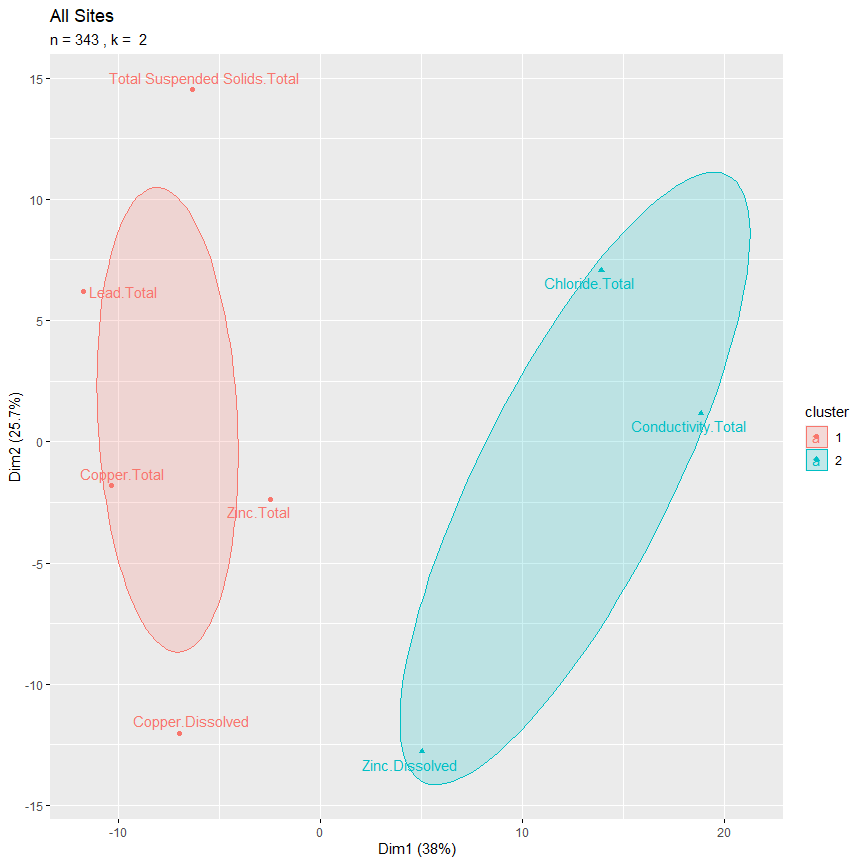 All Sites
n = 343 , k =  2
15
10
5
0
-5
-10
-15
Dim2 (25.7%)
Total Suspended Solids.Total
Lead.Total
Chloride.Total
Conductivity.Total
Copper.Total
Zinc.Total
Copper.Dissolved
Zinc.Dissolved
-10
0
10
20
Dim1 (38%)
cluster
a 1
a 2